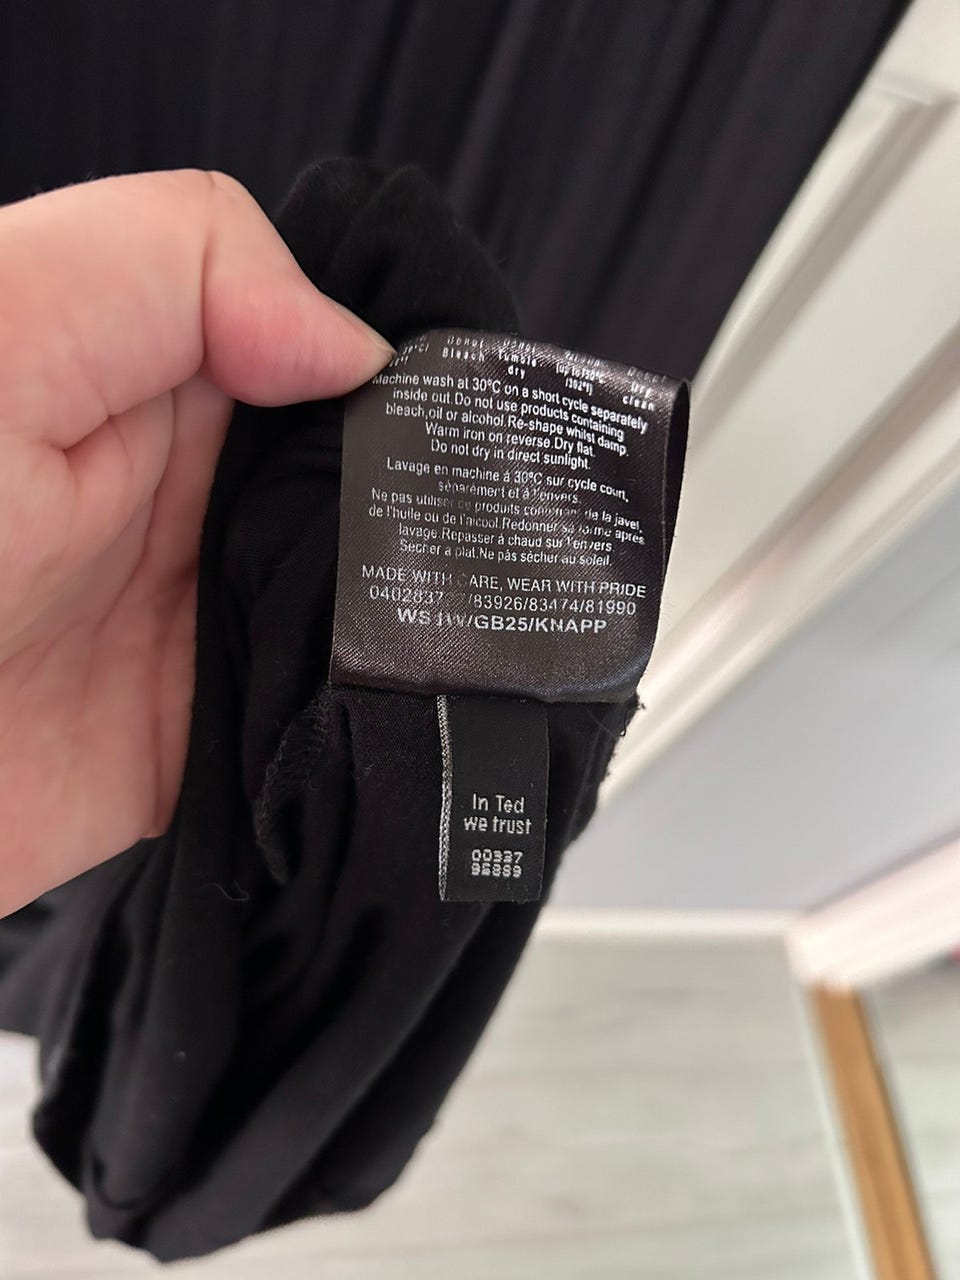 Bleach Tumble
dry
dry
clean
Machine wash at 30°C on a short cycle separately
inside out.Do not use products containing
bleach,oil or alcohol.Re-shape whilst damp.
Warm iron on reverse.Dry flat.
Do not dry in direct sunlight.
Lavage en machine à 30°C sur cycle court,
séparément et à l'envers.
Ne pas utiliser de produits de la javel,
de l'huile ou de l'alcool.Redonner sa forme après
lavage.Repasser à chaud sur l'envers.
Sécher à plat.Ne pas sécher au soleil.
MADE WITH CARE, WEAR WITH PRIDE
/83926/83474/81990
/GB25/KNAPP
In Ted
we trust
00337